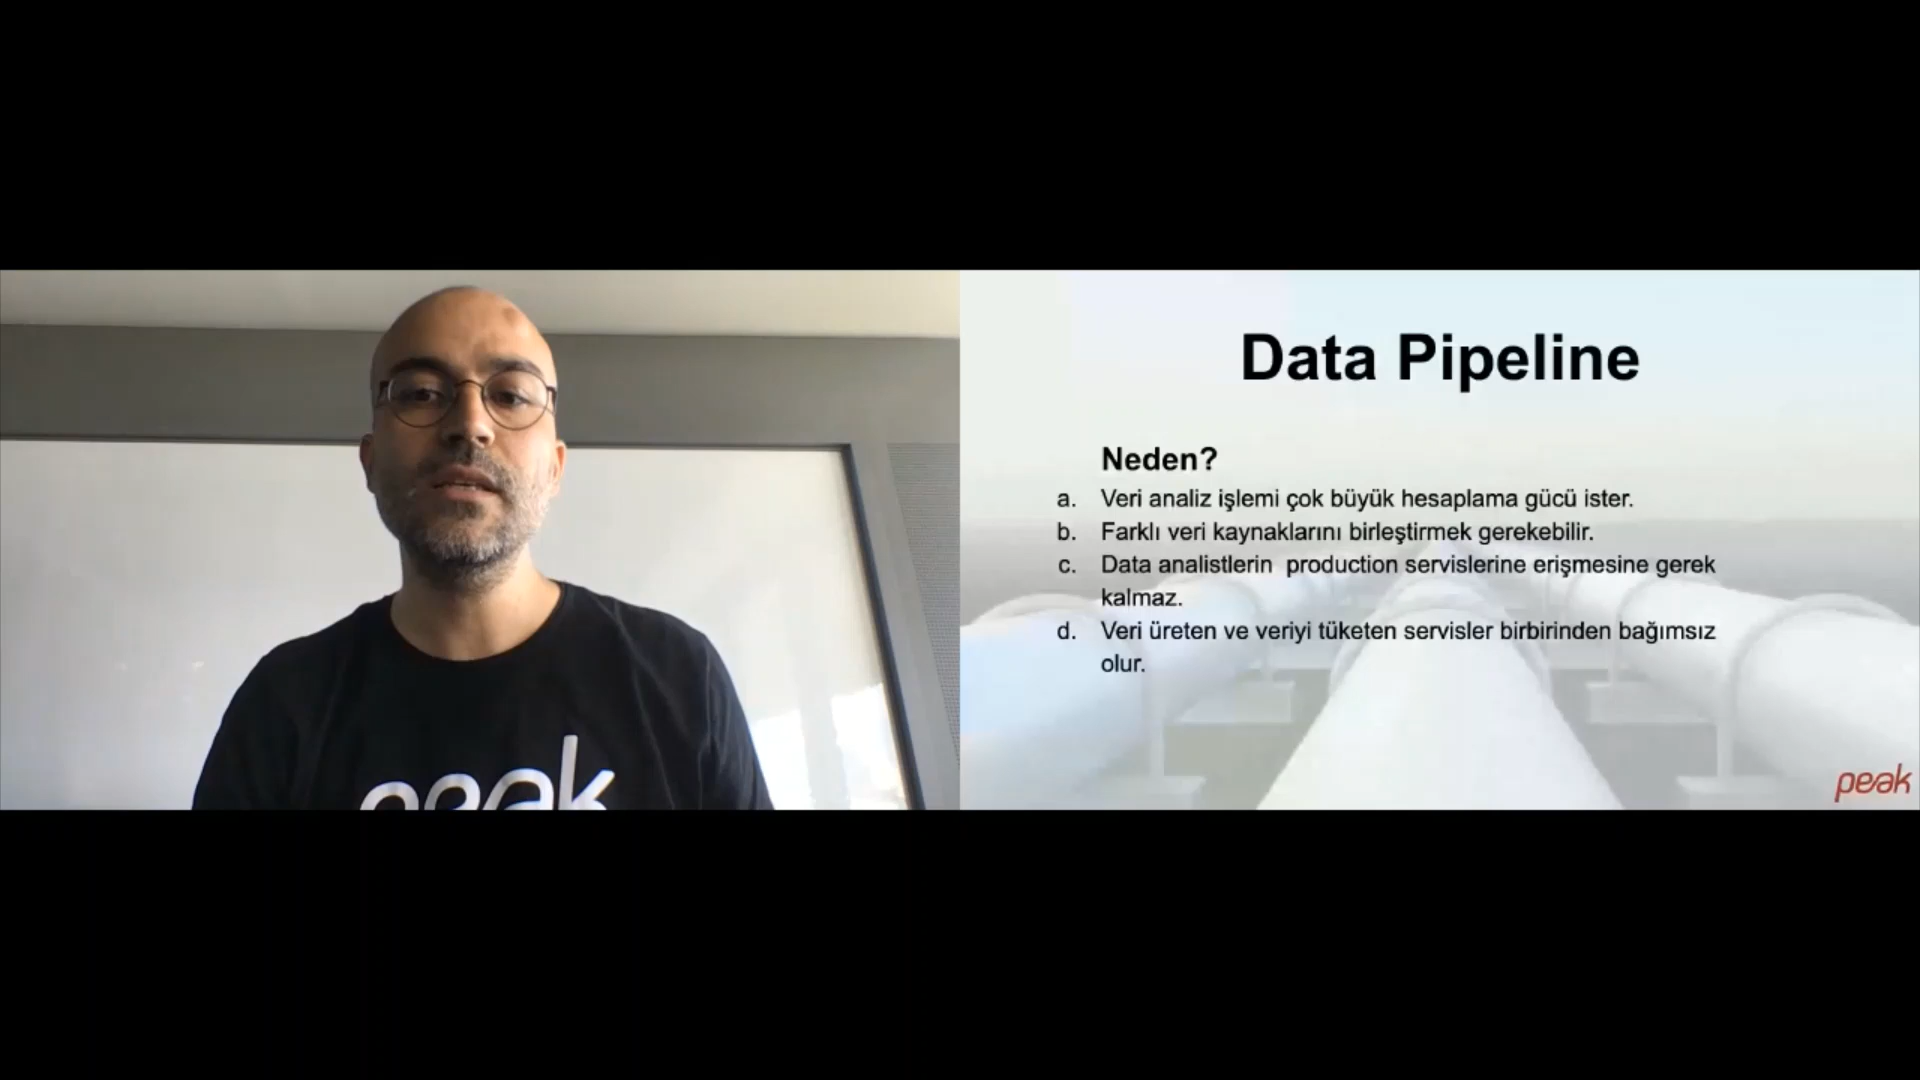 Data Pipeline
Neden?
a. Veri analiz işlemi çok büyük hesaplama gücü ister.
b. Farklı veri kaynaklarını birleştirmek gerekebilir.
c. Data analistlerin production servislerine erişmesine gerek
kalmaz.
d. Veri üreten ve veriyi tüketen servisler birbirinden bağımsız
olur.
peak
peak